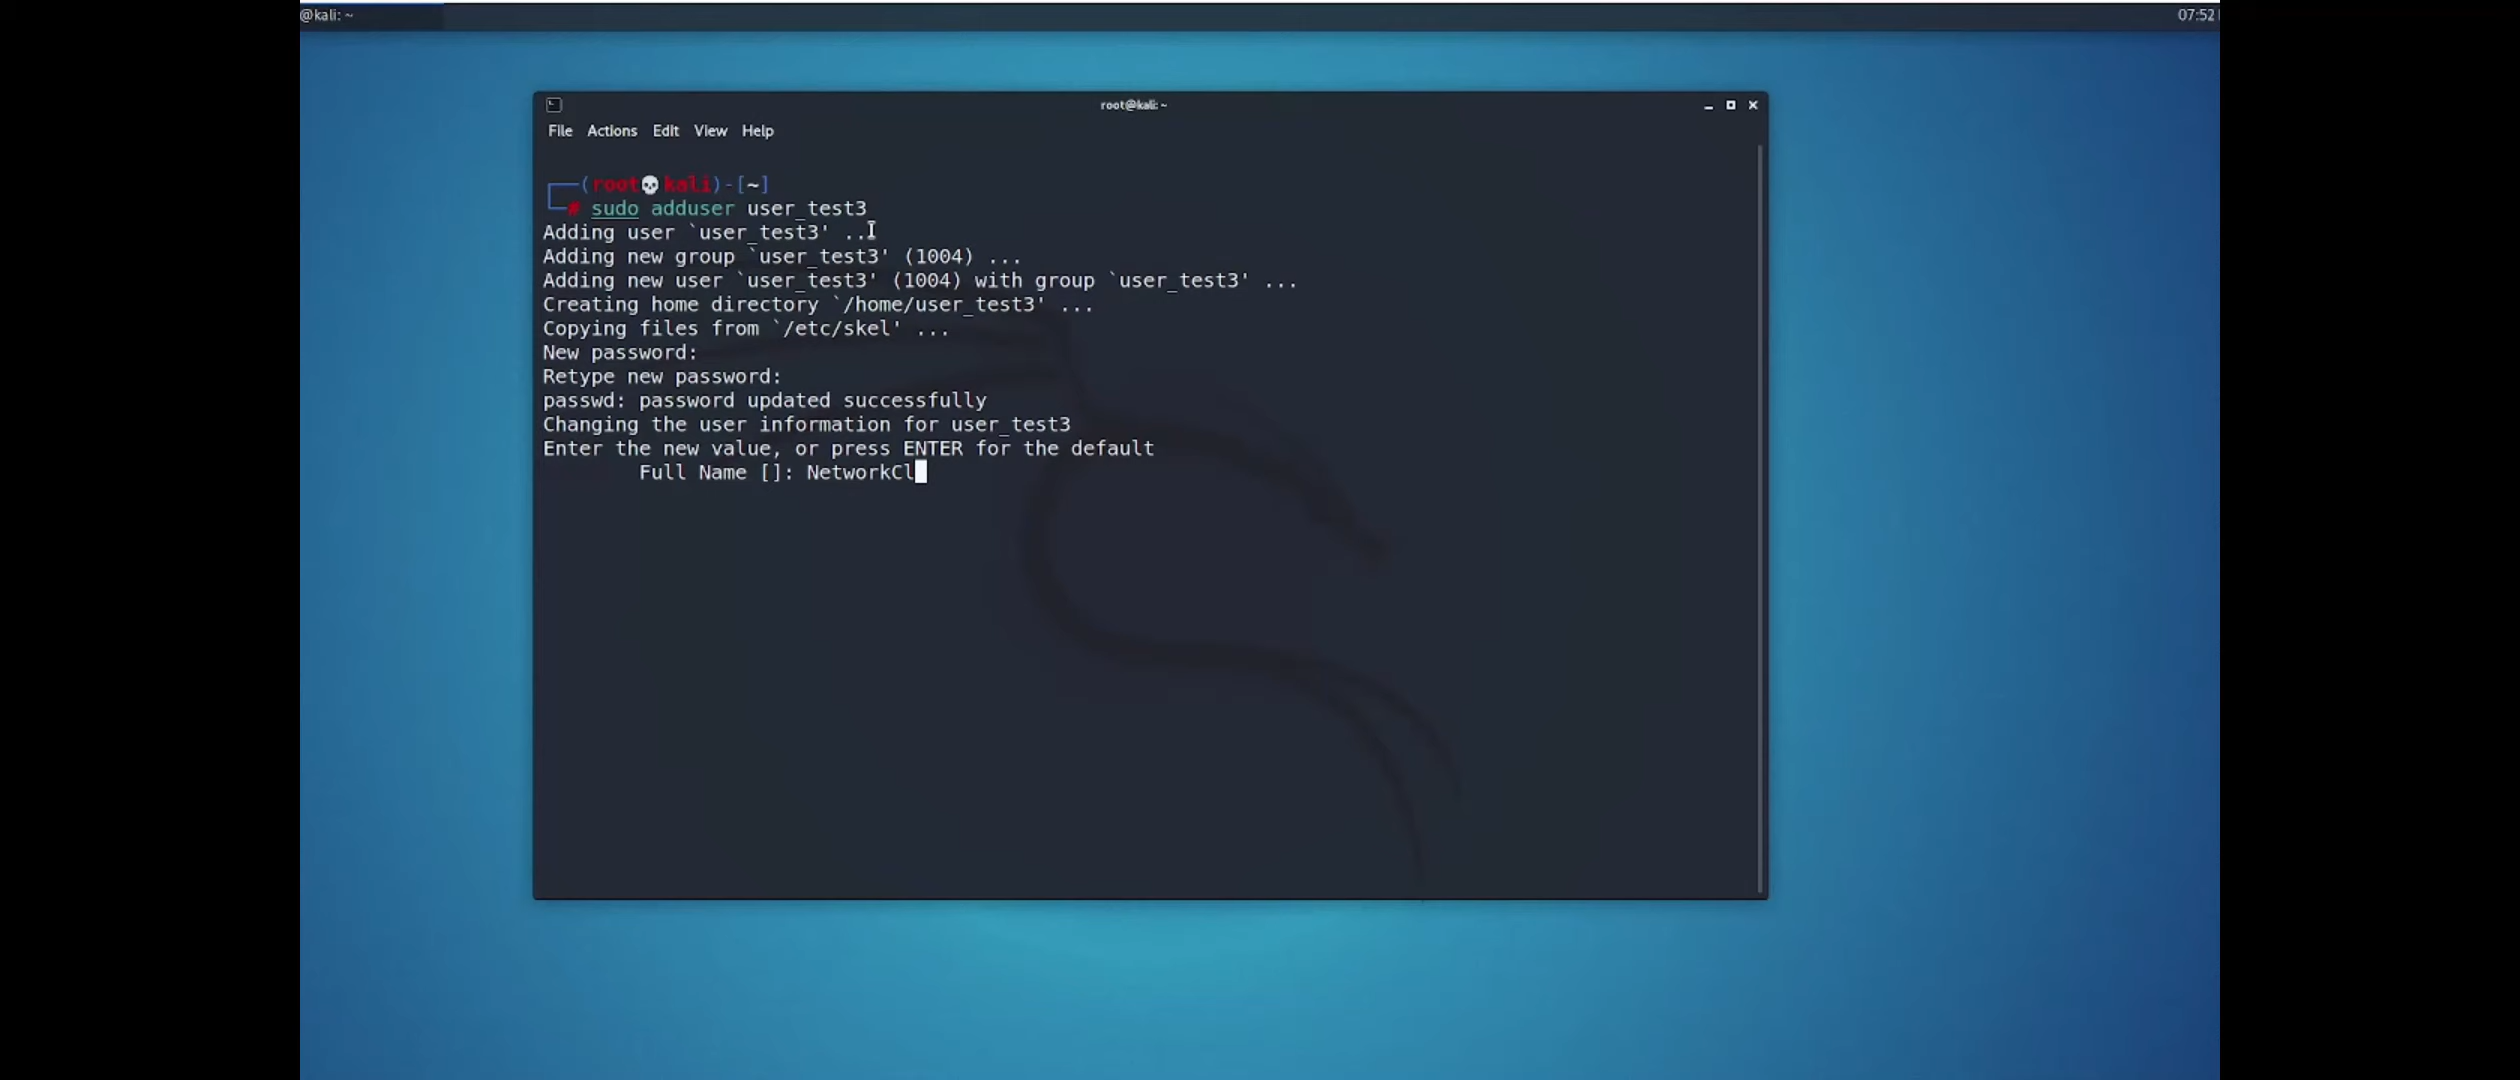 @kali: ~
07:52
root@kali: ~
File Actions Edit View Help
┌──(root💀kali)-[~]
└─# sudo adduser user_test3
Adding user `user_test3' ...
Adding new group `user_test3' (1004) ...
Adding new user `user_test3' (1004) with group `user_test3' ...
Creating home directory `/home/user_test3' ...
Copying files from `/etc/skel' ...
New password:
Retype new password:
passwd: password updated successfully
Changing the user information for user_test3
Enter the new value, or press ENTER for the default
Full Name []: NetworkCl